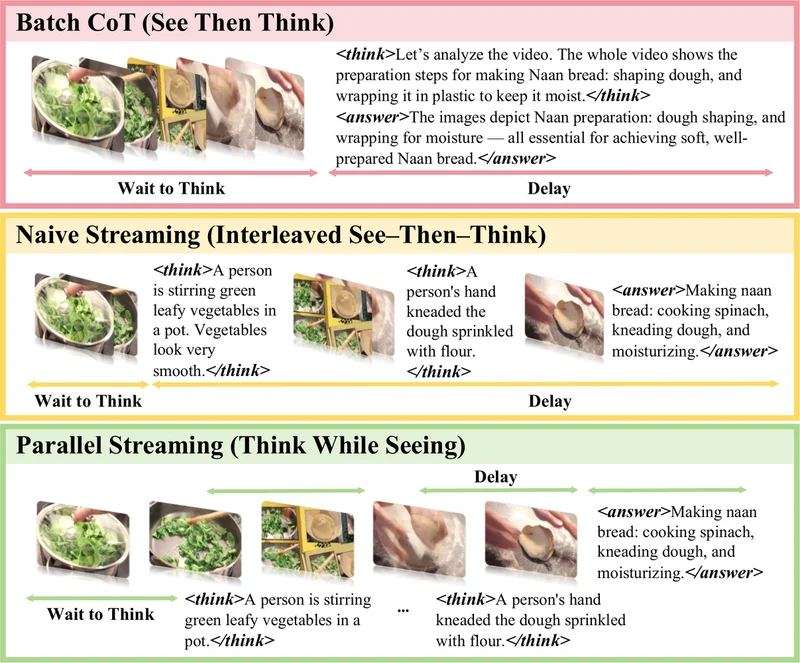 Batch CoT (See Then Think)
<think>Let's analyze the video. The whole video shows the
preparation steps for making Naan bread: shaping dough, and
wrapping it in plastic to keep it moist.</think>
<answer>The images depict Naan preparation: dough shaping, and
wrapping for moisture — all essential for achieving soft, well-
prepared Naan bread.</answer>
Wait to Think
Delay
Naive Streaming (Interleaved See–Then–Think)
<think>A person
is stirring green
leafy vegetables in
a pot. Vegetables
look very
smooth.</think>
<think>A
person's hand
kneaded the
dough sprinkled
with flour.
</think>
<answer>Making naan
bread: cooking spinach,
kneading dough, and
moisturizing.</answer>
Wait to Think
Delay
Parallel Streaming (Think While Seeing)
Delay
<answer>Making naan
bread: cooking spinach,
kneading dough, and
moisturizing.</answer>
Wait to Think
<think>A person is stirring
green leafy vegetables in a
pot.</think>
...
<think>A person's hand
kneaded the dough sprinkled
with flour.</think>